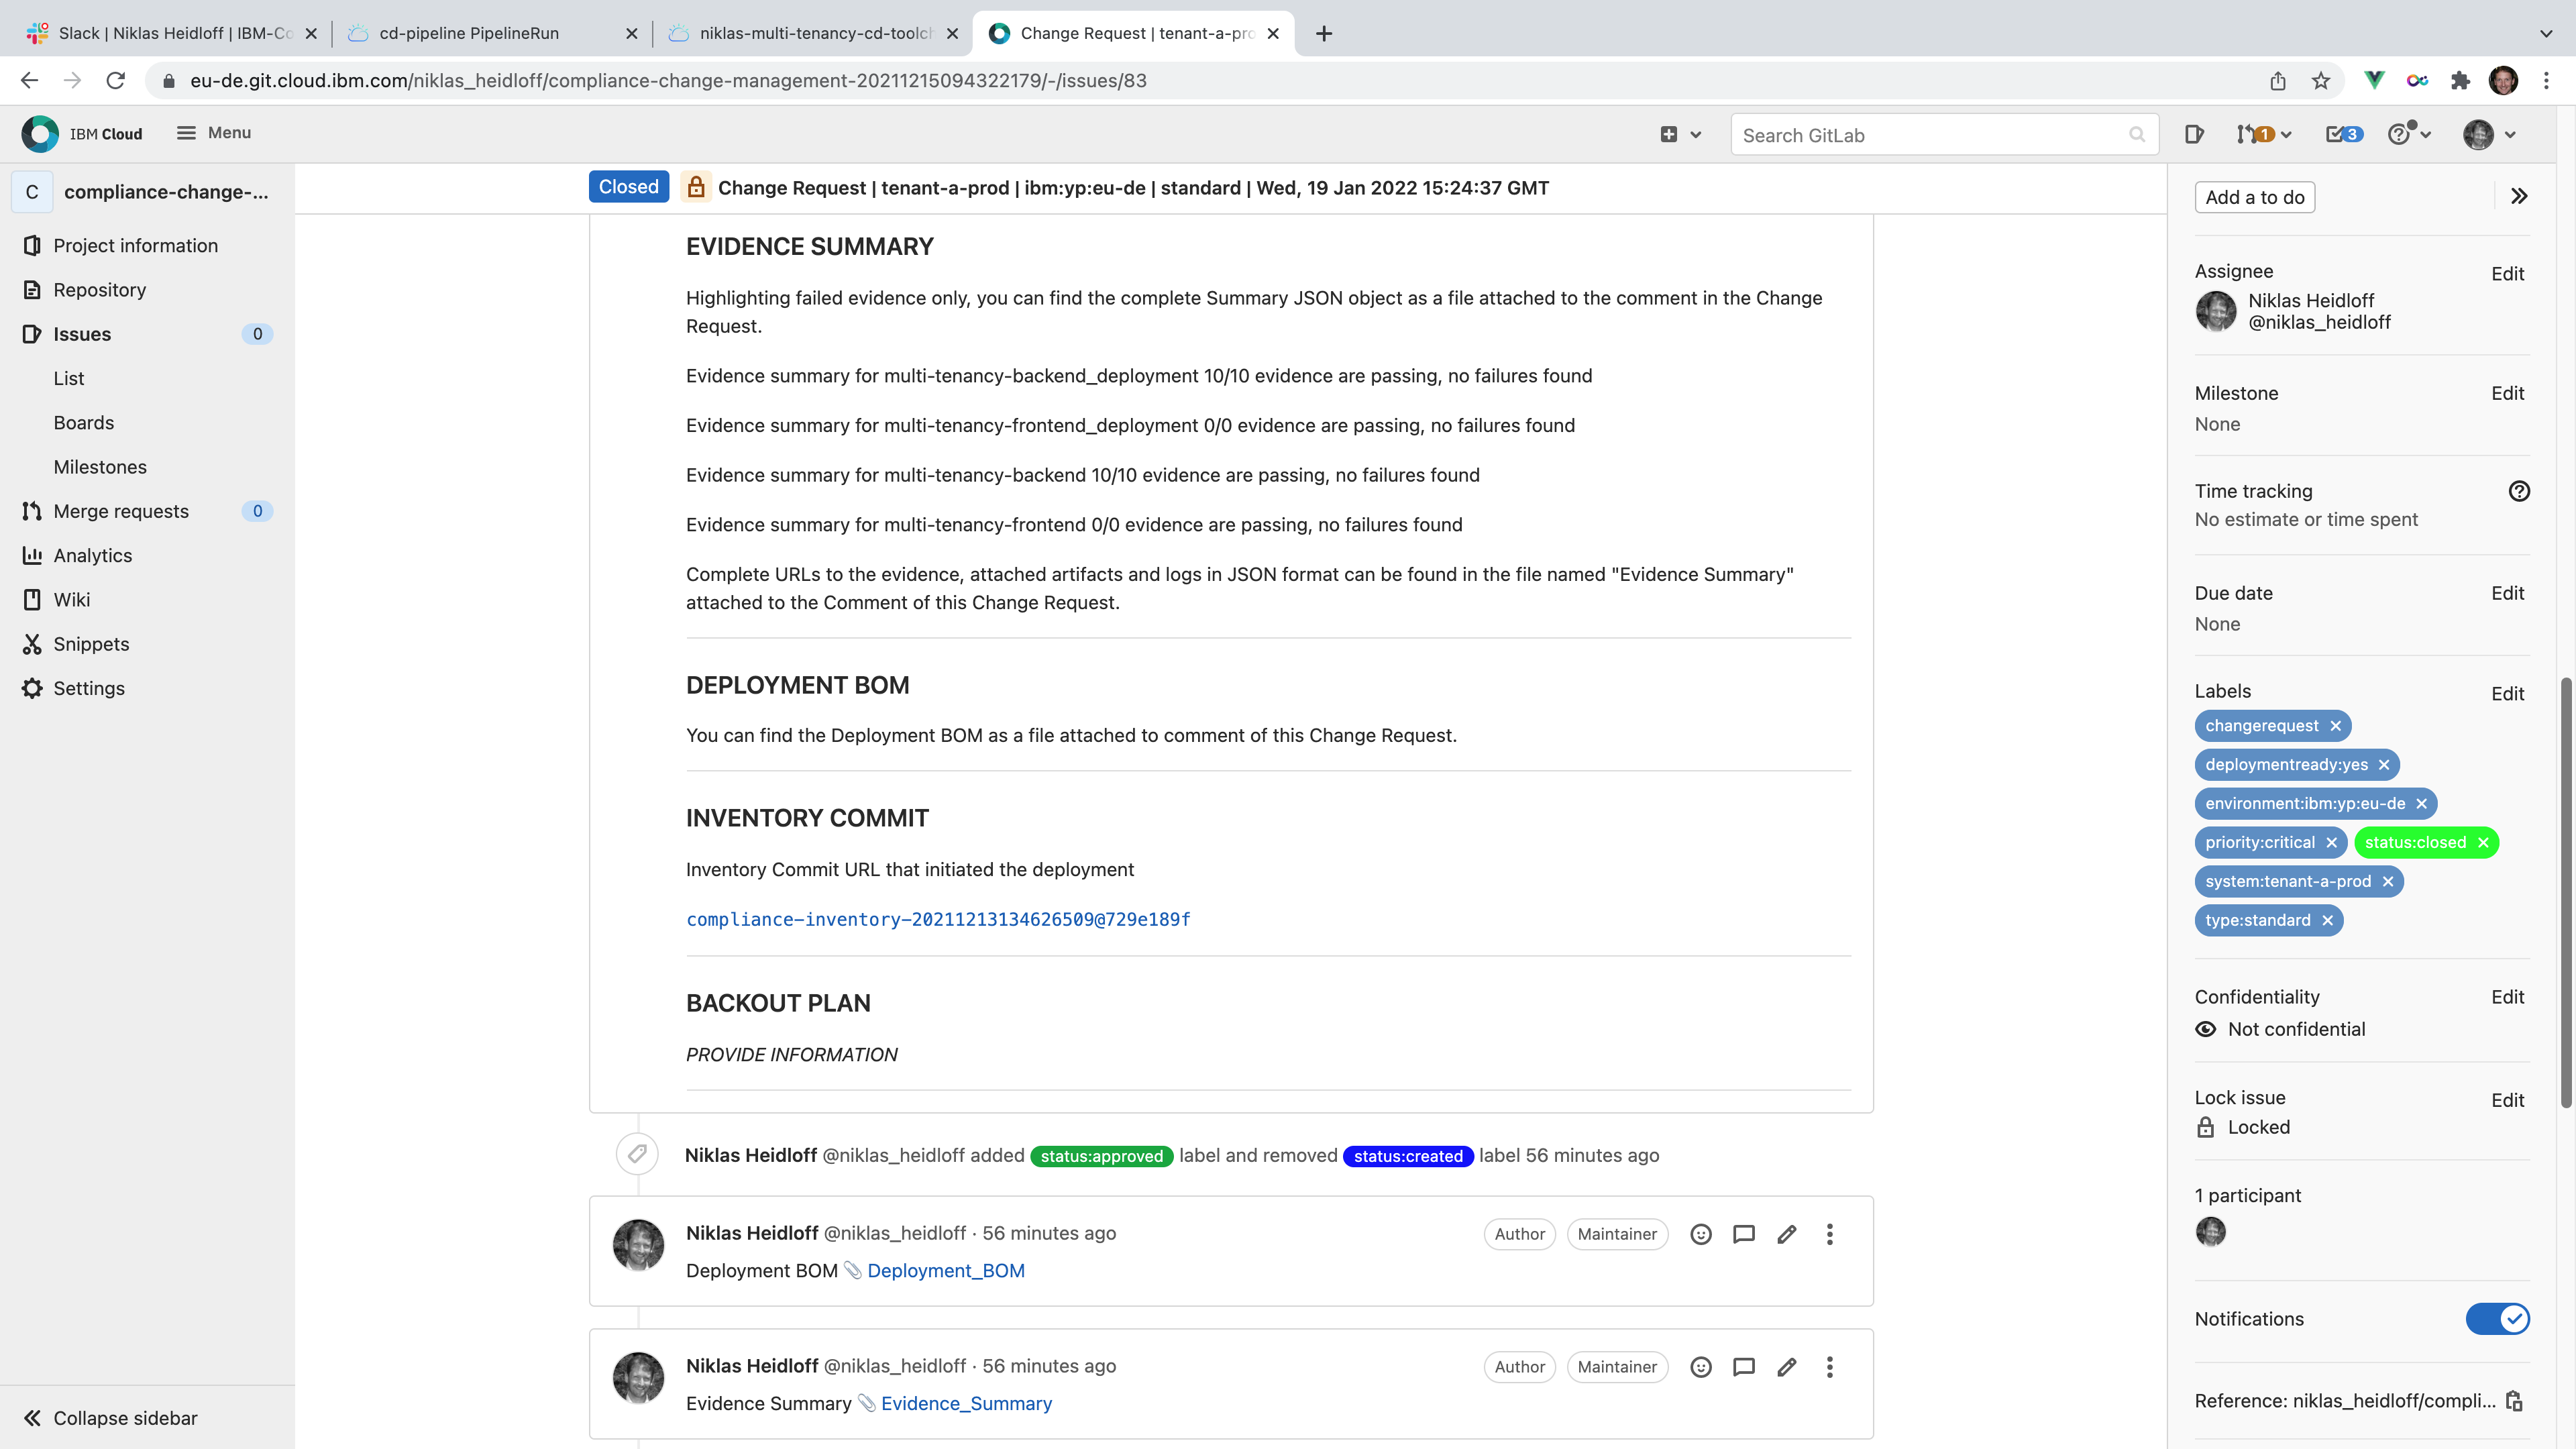 Slack | Niklas Heidloff | IBM-Co
cd-pipeline PipelineRun
niklas-multi-tenancy-cd-toolch
Change Request | tenant-a-pro
eu-de.git.cloud.ibm.com/niklas_heidloff/compliance-change-management-20211215094322179/-/issues/83
IBM Cloud
Menu
Search GitLab
1
3
C
compliance-change-...
Project information
Repository
Issues
0
List
Boards
Milestones
Merge requests
0
Analytics
Wiki
Snippets
Settings
Collapse sidebar
Closed
Change Request | tenant-a-prod | ibm:yp:eu-de | standard | Wed, 19 Jan 2022 15:24:37 GMT
EVIDENCE SUMMARY
Highlighting failed evidence only, you can find the complete Summary JSON object as a file attached to the comment in the Change
Request.
Evidence summary for multi-tenancy-backend_deployment 10/10 evidence are passing, no failures found
Evidence summary for multi-tenancy-frontend_deployment 0/0 evidence are passing, no failures found
Evidence summary for multi-tenancy-backend 10/10 evidence are passing, no failures found
Evidence summary for multi-tenancy-frontend 0/0 evidence are passing, no failures found
Complete URLs to the evidence, attached artifacts and logs in JSON format can be found in the file named "Evidence Summary"
attached to the Comment of this Change Request.
DEPLOYMENT BOM
You can find the Deployment BOM as a file attached to comment of this Change Request.
INVENTORY COMMIT
Inventory Commit URL that initiated the deployment
compliance-inventory-20211213134626509@729e189f
BACKOUT PLAN
PROVIDE INFORMATION
Niklas Heidloff @niklas_heidloff added status:approved label and removed status:created label 56 minutes ago
Niklas Heidloff @niklas_heidloff · 56 minutes ago
Author
Maintainer
Deployment BOM Deployment_BOM
Niklas Heidloff @niklas_heidloff · 56 minutes ago
Author
Maintainer
Evidence Summary Evidence_Summary
Add a to do
Assignee
Edit
Niklas Heidloff
@niklas_heidloff
Milestone
Edit
None
Time tracking
No estimate or time spent
Due date
Edit
None
Labels
Edit
changerequest
deploymentready:yes
environment:ibm:yp:eu-de
priority:critical
status:closed
system:tenant-a-prod
type:standard
Confidentiality
Edit
Not confidential
Lock issue
Edit
Locked
1 participant
Notifications
Reference: niklas_heidloff/compli...